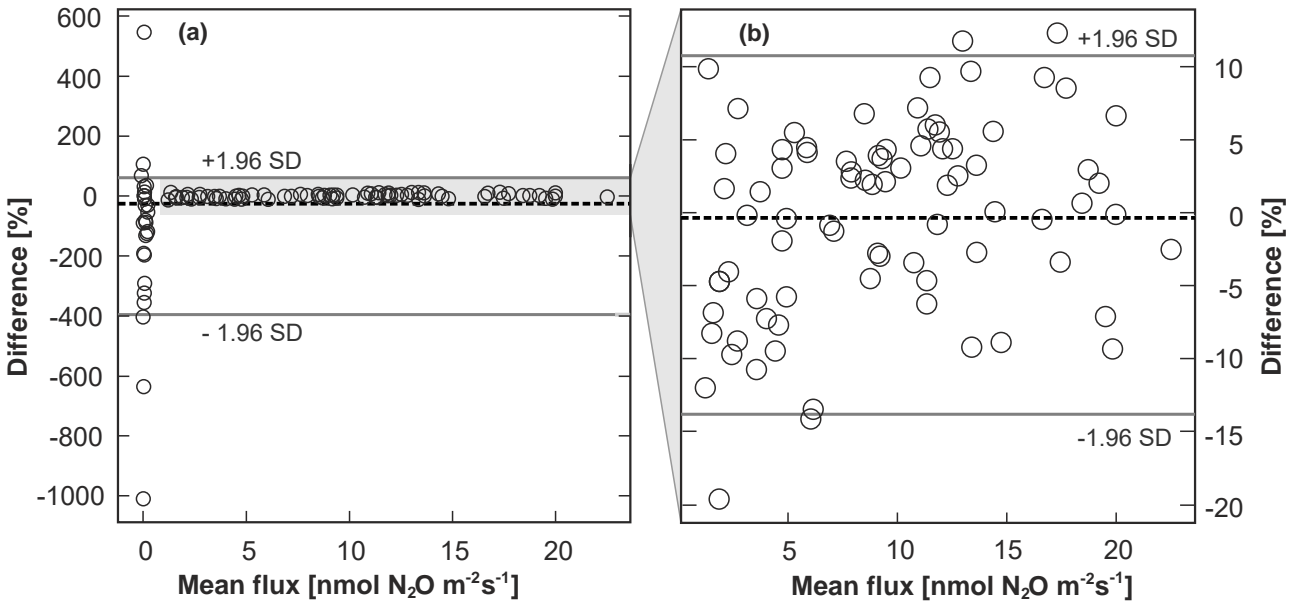 (a)
600
400
200
0
-200
-400
-600
-800
-1000
Difference [%]
+1.96 SD
- 1.96 SD
0 5 10 15 20
Mean flux [nmol N₂O m⁻²s⁻¹]
(b)
+1.96 SD
-1.96 SD
10
5
0
-5
-10
-15
-20
Difference [%]
5 10 15 20
Mean flux [nmol N₂O m⁻²s⁻¹]